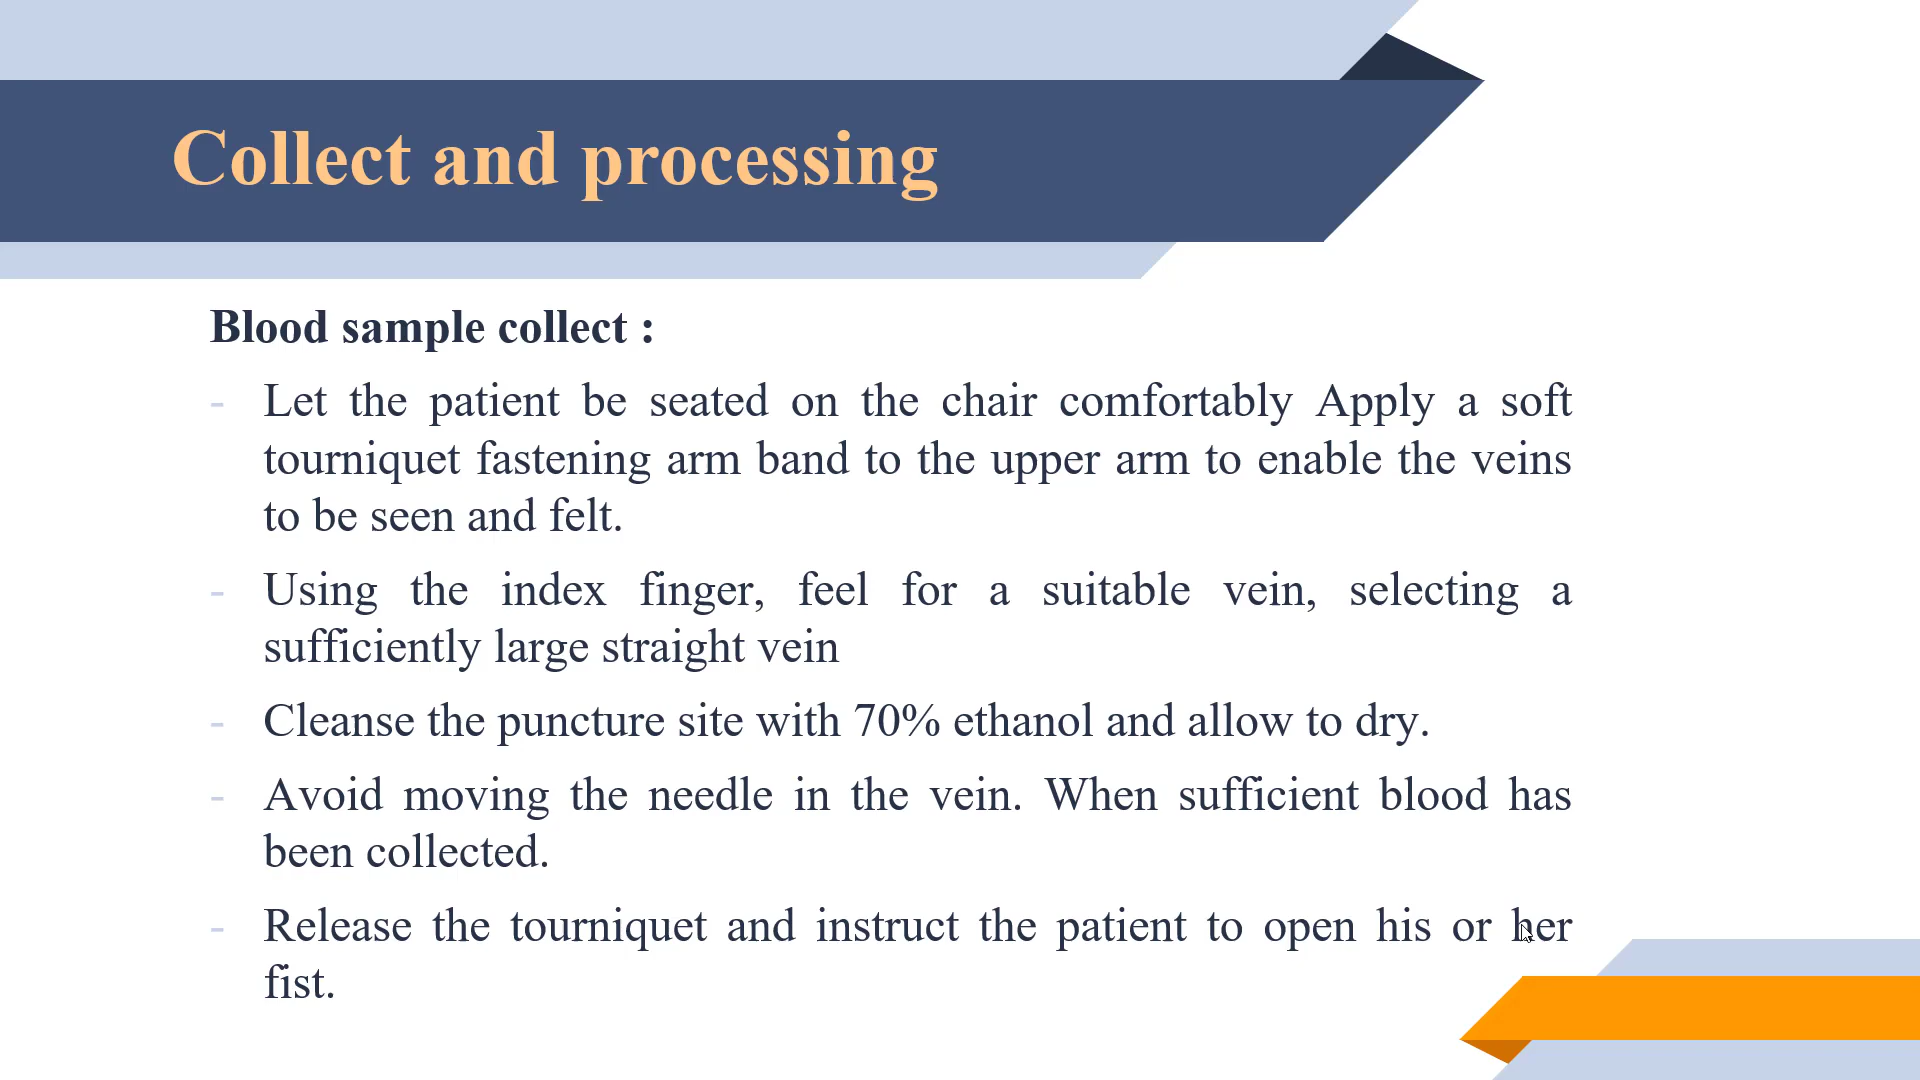 Collect and processing
Blood sample collect :
- Let the patient be seated on the chair comfortably Apply a soft
tourniquet fastening arm band to the upper arm to enable the veins
to be seen and felt.
- Using the index finger, feel for a suitable vein, selecting a
sufficiently large straight vein
- Cleanse the puncture site with 70% ethanol and allow to dry.
- Avoid moving the needle in the vein. When sufficient blood has
been collected.
- Release the tourniquet and instruct the patient to open his or her
fist.